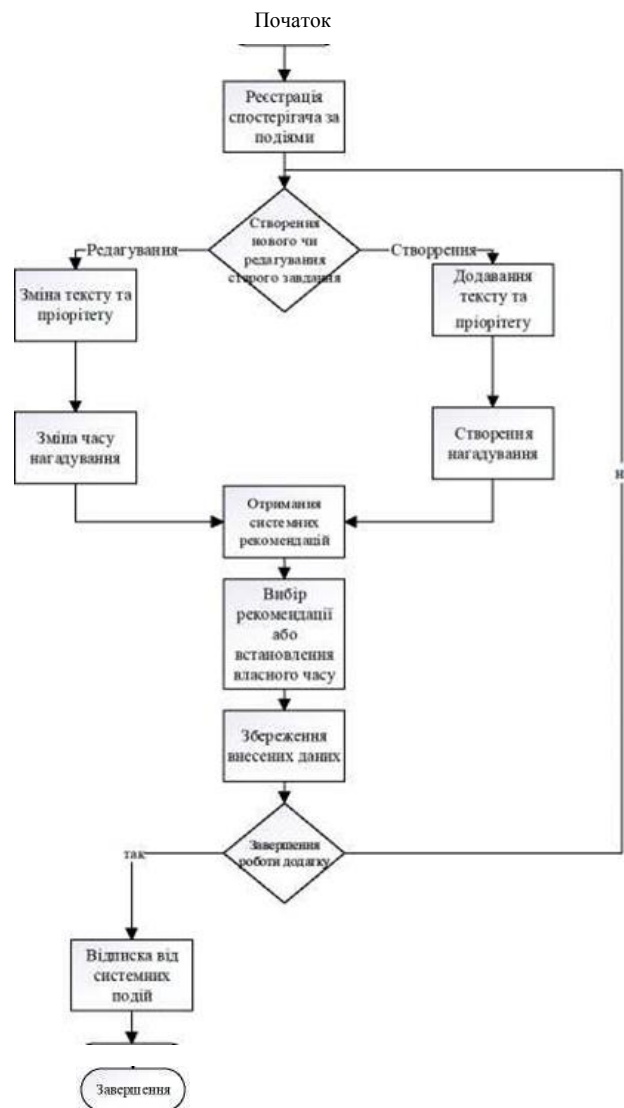 Початок
Реєстрація
спостерігача за
подіями
Створення
нового чи
редагування
старого завдання
Редагування
Створрення
Зміна тексту та
пріорітету
Додавання
тексту та
пріорітету
Зміна часу
нагадування
Створення
нагадування
н
Отримання
системних
рекомендацій
Вибір
рекомендації
або
встановлення
власного часу
Збереження
внесених даних
Завершення
роботи додатку
так
Відписка від
системних
подій
Завершення